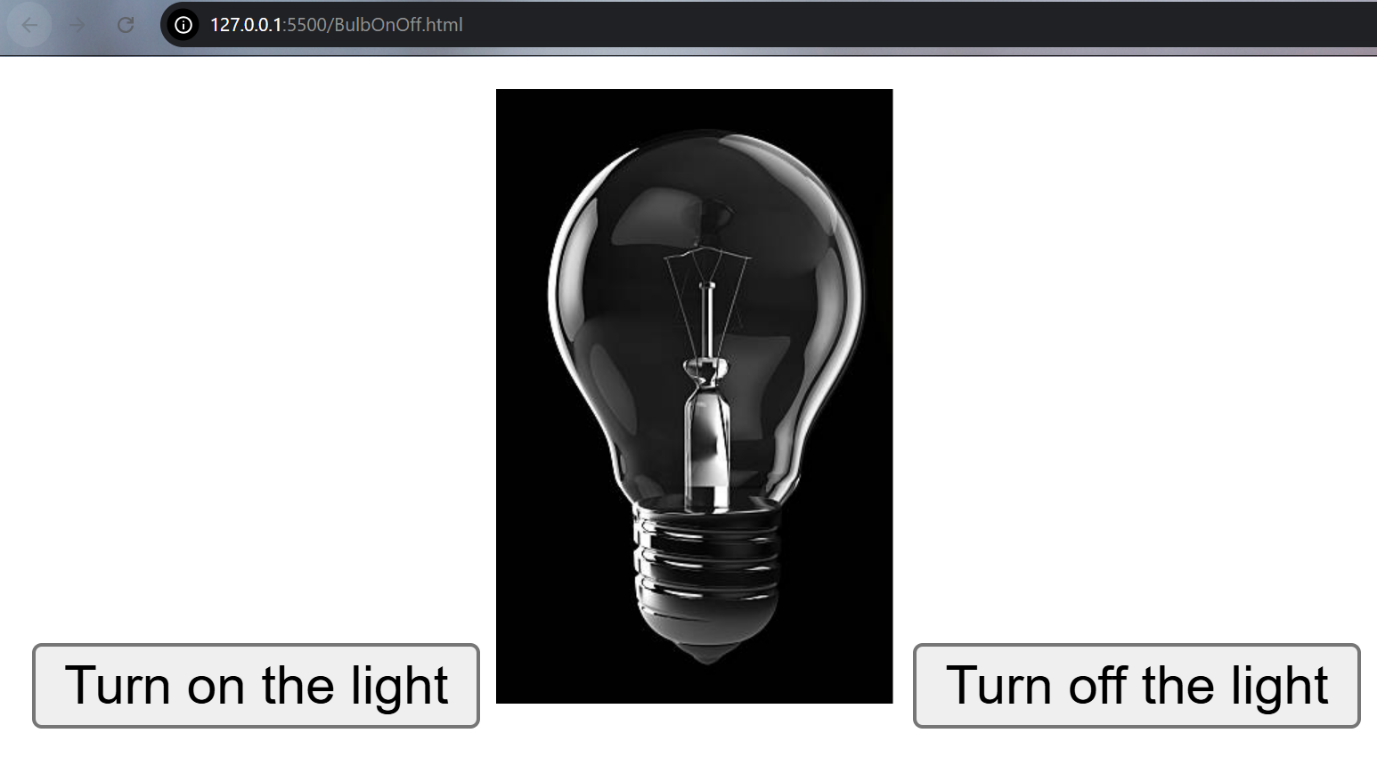 127.0.0.1:5500/BulbOnOff.html
Turn on the light
Turn off the light